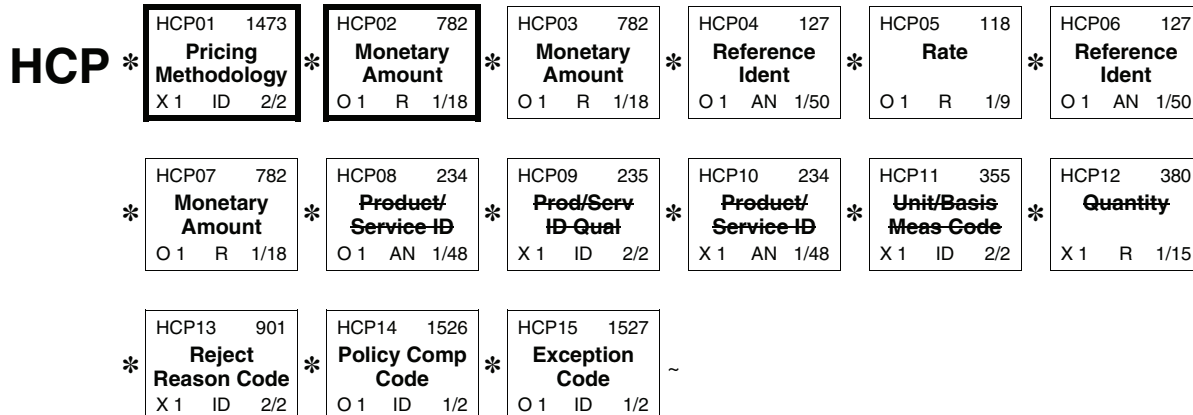 HCP * HCP01 1473 * HCP02 782 * HCP03 782 * HCP04 127 * HCP05 118 * HCP06 127
Pricing Monetary Monetary Reference Rate Reference
Methodology Amount Amount Ident Ident
X 1 ID 2/2 O 1 R 1/18 O 1 R 1/18 O 1 AN 1/50 O 1 R 1/9 O 1 AN 1/50
* HCP07 782 * HCP08 234 * HCP09 235 * HCP10 234 * HCP11 355 * HCP12 380
Monetary Product/ Prod/Serv Product/ Unit/Basis Quantity
Amount Service ID ID Qual Service ID Meas Code
O 1 R 1/18 O 1 AN 1/48 X 1 ID 2/2 X 1 AN 1/48 X 1 ID 2/2 X 1 R 1/15
* HCP13 901 * HCP14 1526 * HCP15 1527 ~
Reject Policy Comp Exception
Reason Code Code Code
X 1 ID 2/2 O 1 ID 1/2 O 1 ID 1/2